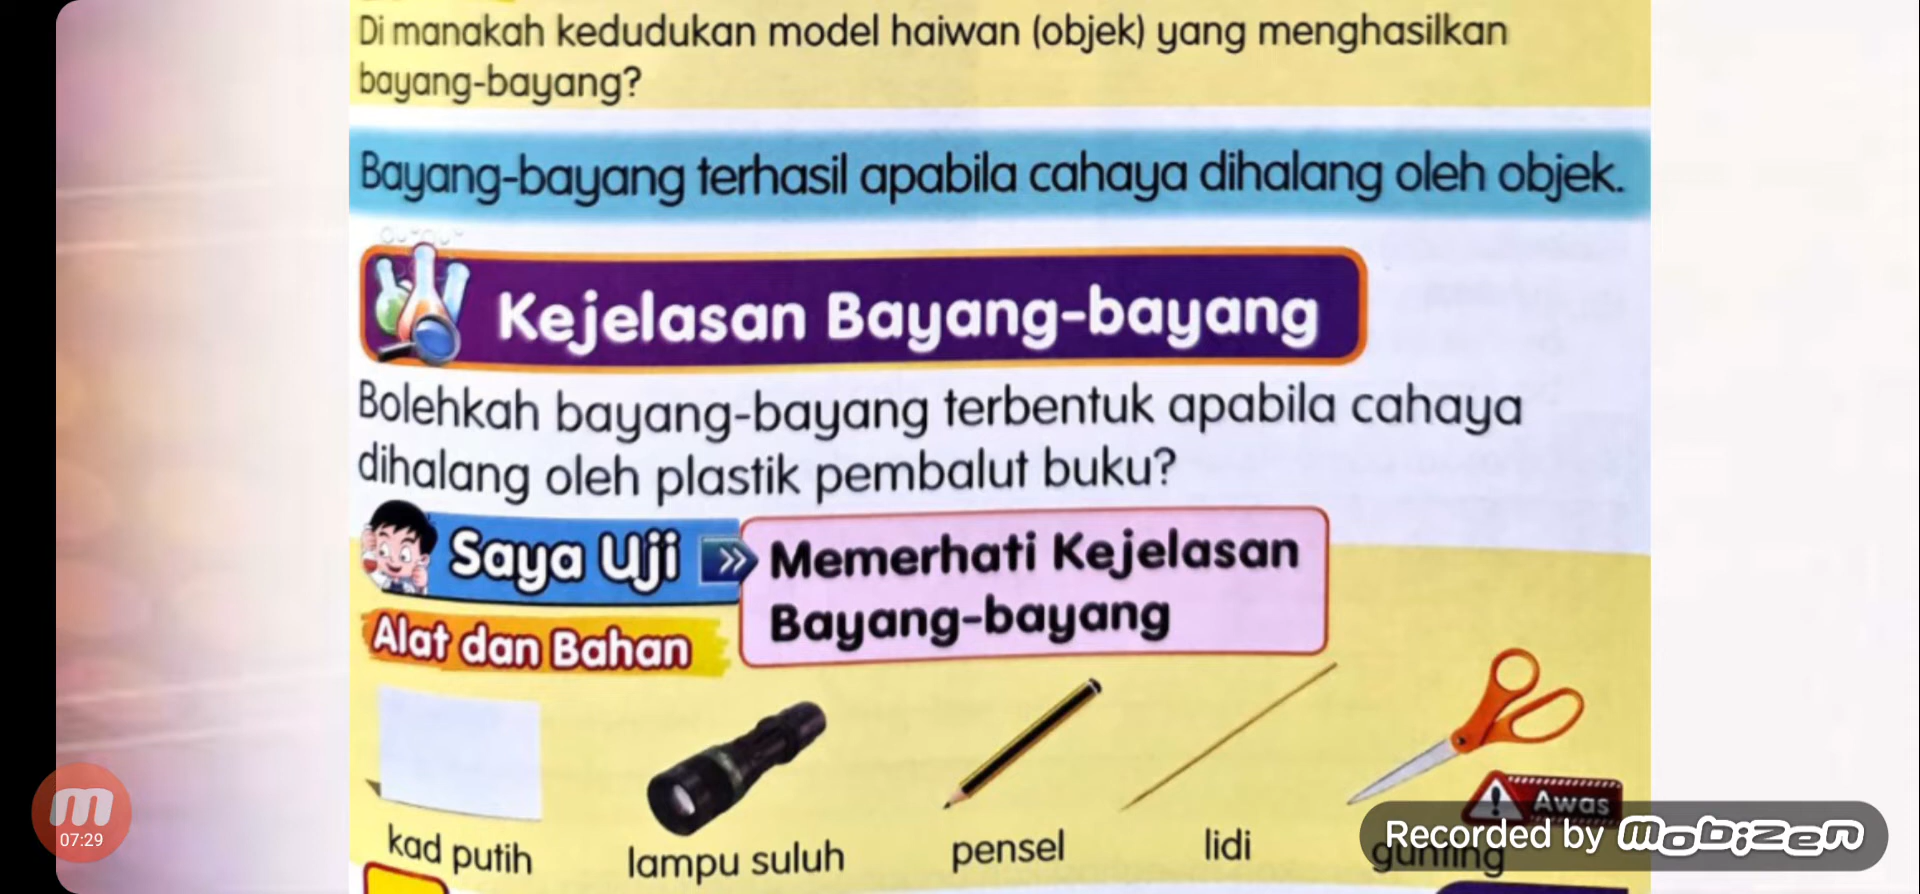 Di manakah kedudukan model haiwan (objek) yang menghasilkan
bayang-bayang?
Bayang-bayang terhasil apabila cahaya dihalang oleh objek.
Kejelasan Bayang-bayang
Bolehkah bayang-bayang terbentuk apabila cahaya
dihalang oleh plastik pembalut buku?
Saya Uji
Memerhati Kejelasan
Bayang-bayang
Alat dan Bahan
Awas
kad putih
lampu suluh
pensel
lidi
gunting
07:29
Recorded by Mobizen